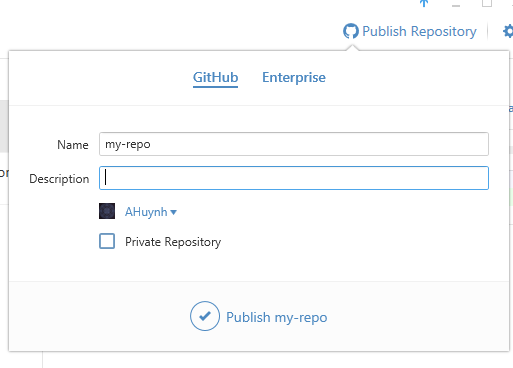 Publish Repository
GitHub Enterprise
Name my-repo
Description
AHuynh
Private Repository
Publish my-repo